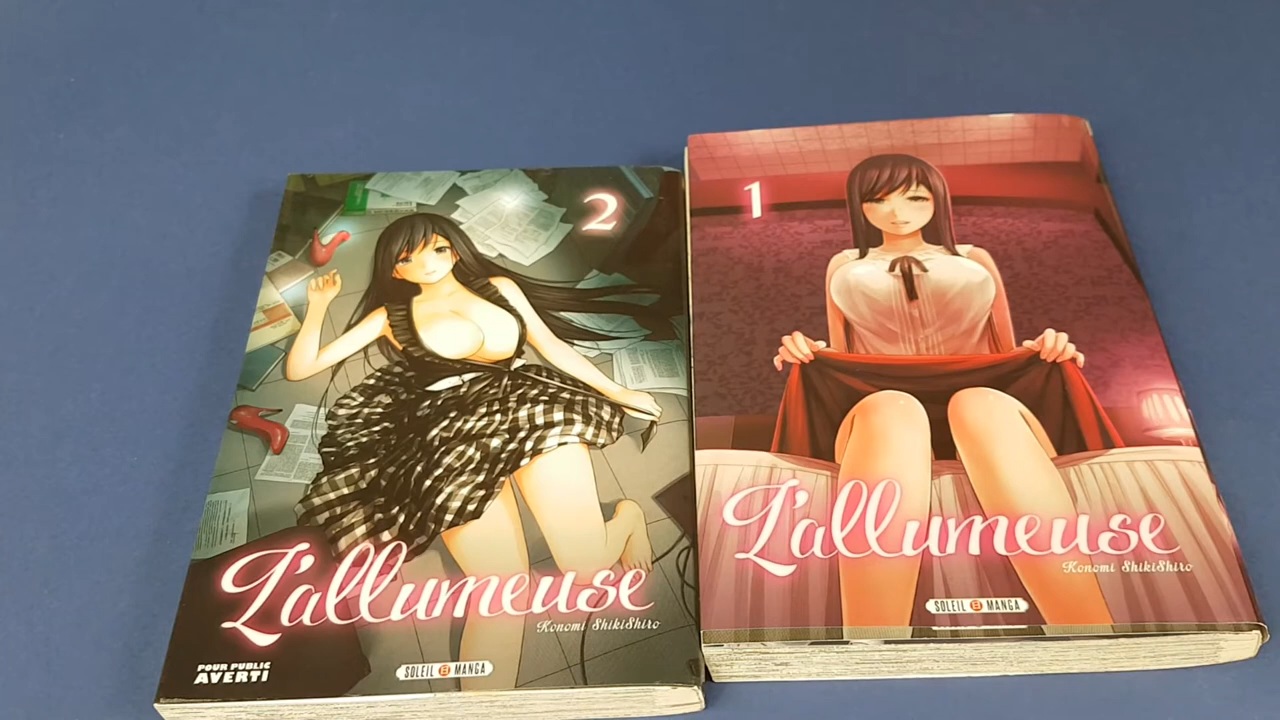 2
L'allumeuse
Konomi ShikiShiro
POUR PUBLIC
AVERTI
SOLEIL MANGA
1
L'allumeuse
Konomi ShikiShiro
SOLEIL MANGA